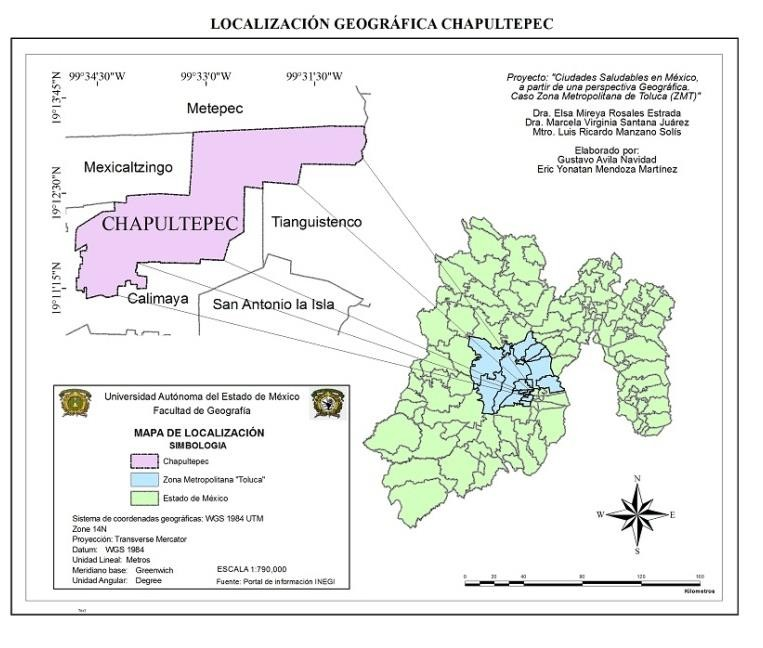 LOCALIZACIÓN GEOGRÁFICA CHAPULTEPEC
99°34'30"W
99°33'0"W
99°31'30"W
19°13'45"N
19°12'30"N
19°11'15"N
Metepec
Mexicaltzingo
CHAPULTEPEC
Tianguistenco
Calimaya
San Antonio la Isla
Proyecto: "Ciudades Saludables en México,
a partir de una perspectiva Geográfica.
Caso Zona Metropolitana de Toluca (ZMT)"
Dra. Elsa Mireya Rosales Estrada
Dra. Marcela Virginia Santana Juárez
Mtro. Luis Ricardo Manzano Solís
Elaborado por:
Gustavo Avila Navidad
Eric Yonatan Mendoza Martínez
Universidad Autónoma del Estado de México
Facultad de Geografía
MAPA DE LOCALIZACIÓN
SIMBOLOGIA
Chapultepec
Zona Metropolitana "Toluca"
Estado de México
Sistema de coordenadas geográficas: WGS 1984 UTM
Zone 14N
Proyección: Transverse Mercator
Datum: WGS 1984
Unidad Lineal: Metros
Meridiano base: Greenwich
Unidad Angular: Degree
ESCALA 1:790,000
Fuente: Portal de información INEGI
N
W
E
S
0 20 40 80 120 160
Kilometros